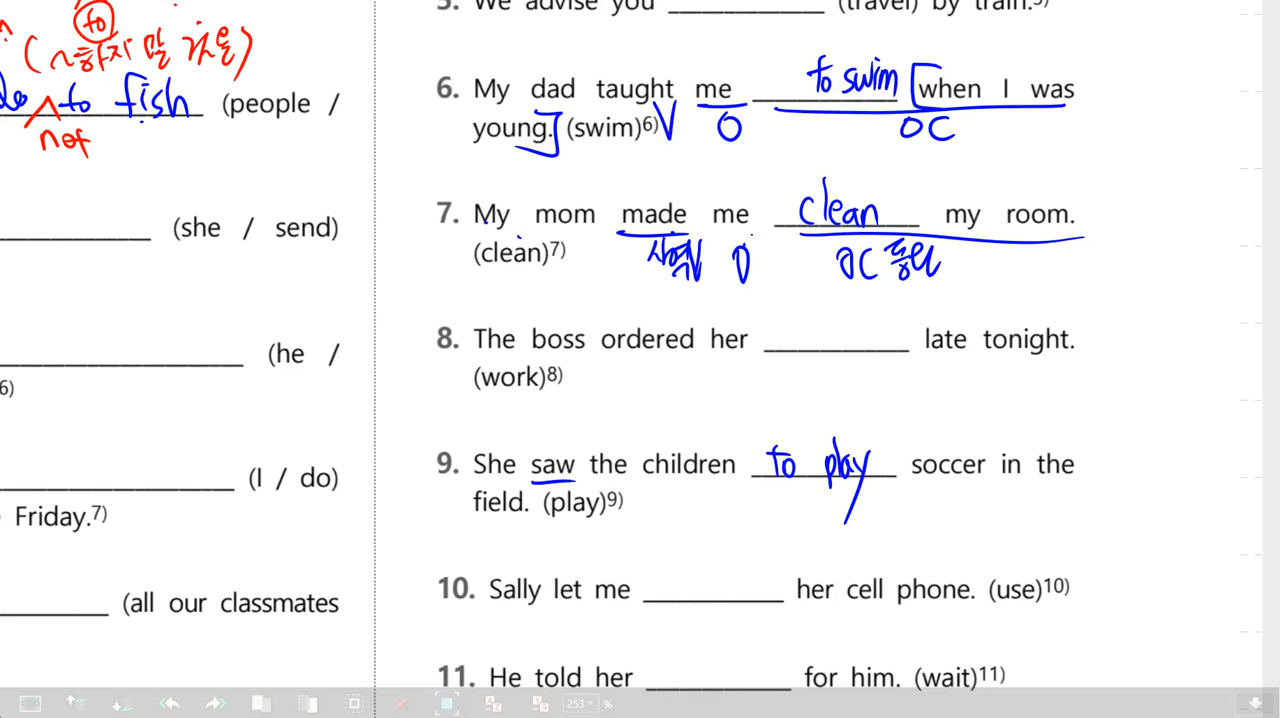 to
(~하지 말 것을)
to fish (people /
not
(she / send)
(he /
6)
(I / do)
Friday.7)
(all our classmates
5. We advise you ____________ (travel) by train.5)
to swim
6. My dad taught me ____________ [when I was
young.] (swim)6) V O OC
clean
7. My mom made me ____________ my room.
(clean)7) 사역V O OC 동원
8. The boss ordered her ____________ late tonight.
(work)8)
9. She saw the children to play soccer in the
field. (play)9)
10. Sally let me ____________ her cell phone. (use)10)
11. He told her ____________ for him. (wait)11)
253 %